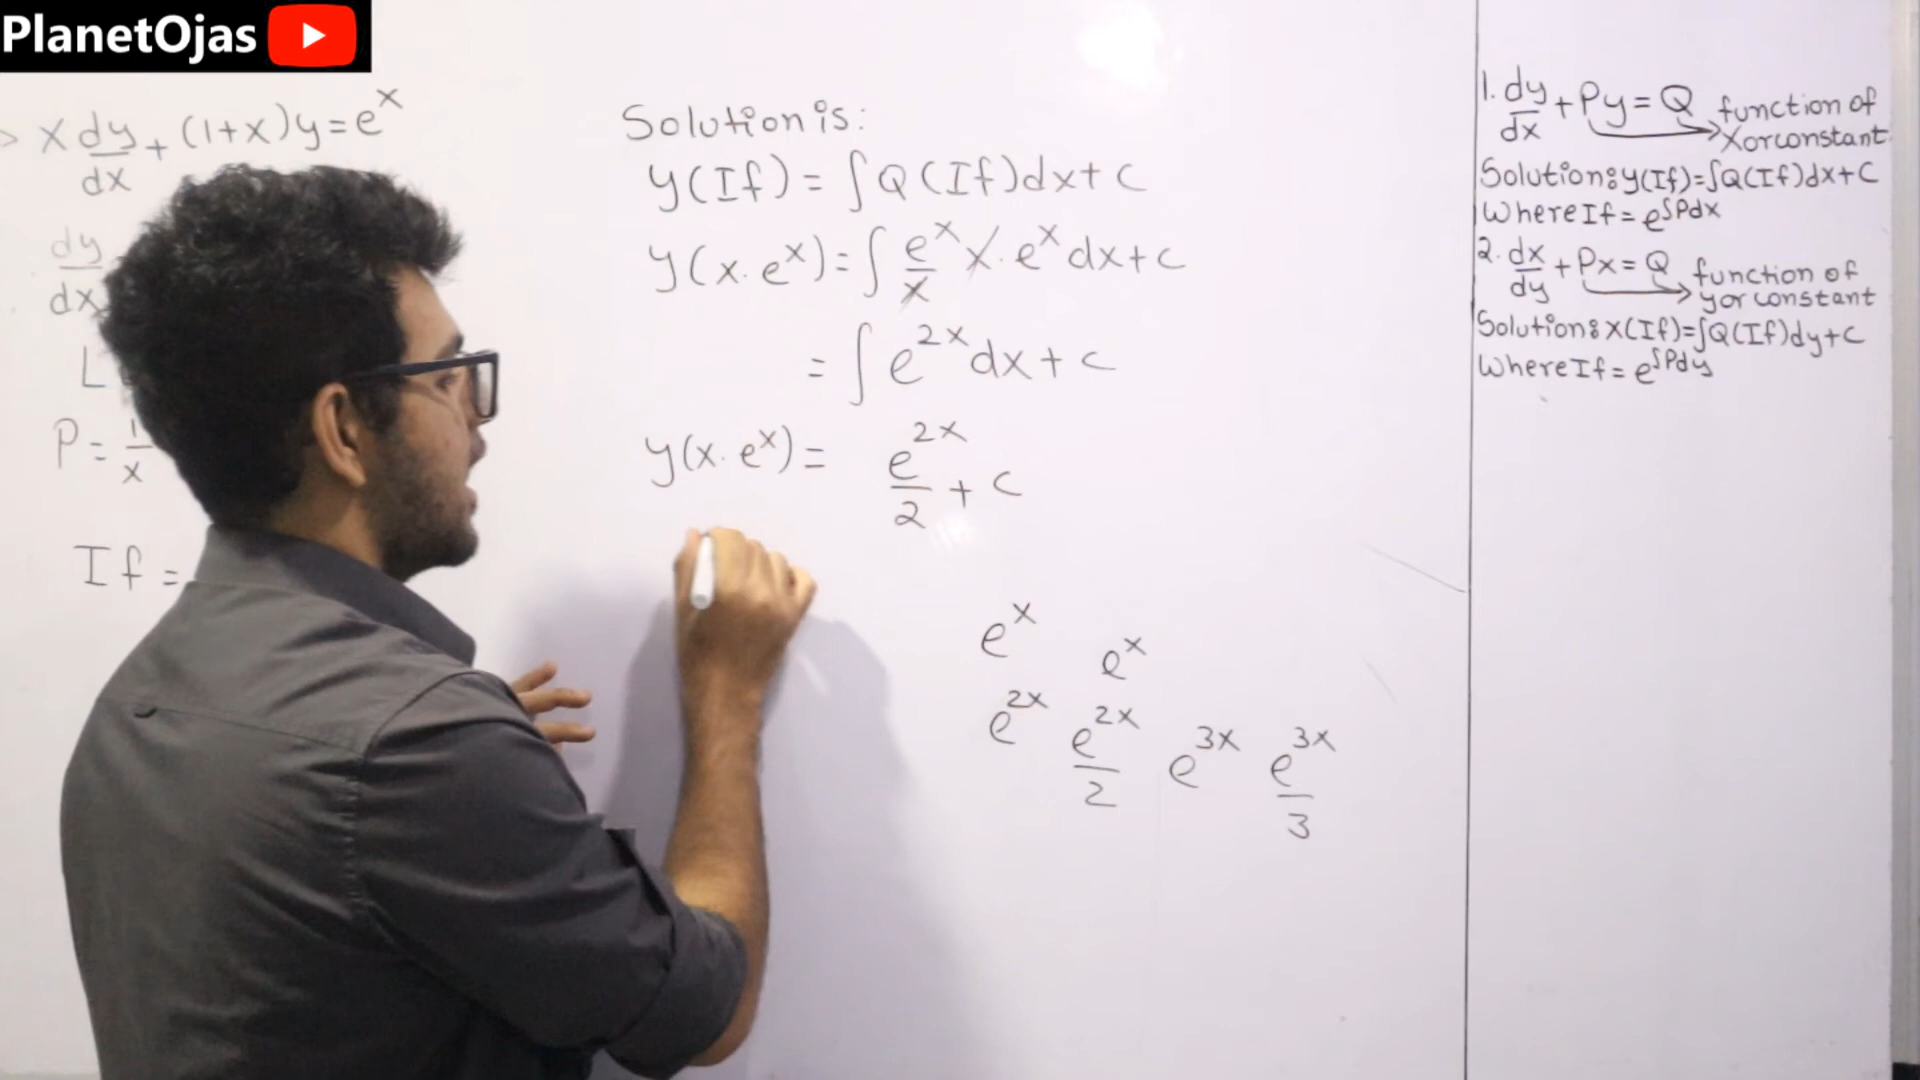 PlanetOjas
x dy/dx + (1+x)y = e^x
dy
dx
L
P = 1/x
If =
Solution is:
y(If) = ∫Q(If)dx + c
y(x.e^x) = ∫ e^x/x x.e^x dx + c
= ∫ e^2x dx + c
y(x.e^x) = e^2x/2 + c
e^x e^x
e^2x e^2x/2 e^3x e^3x/3
1. dy/dx + Py = Q function of
x or constant
Solution: y(If) = ∫Q(If)dx + c
Where If = e^∫Pdx
2. dx/dy + Px = Q function of
y or constant
Solution: x(If) = ∫Q(If)dy + c
Where If = e^∫Pdy